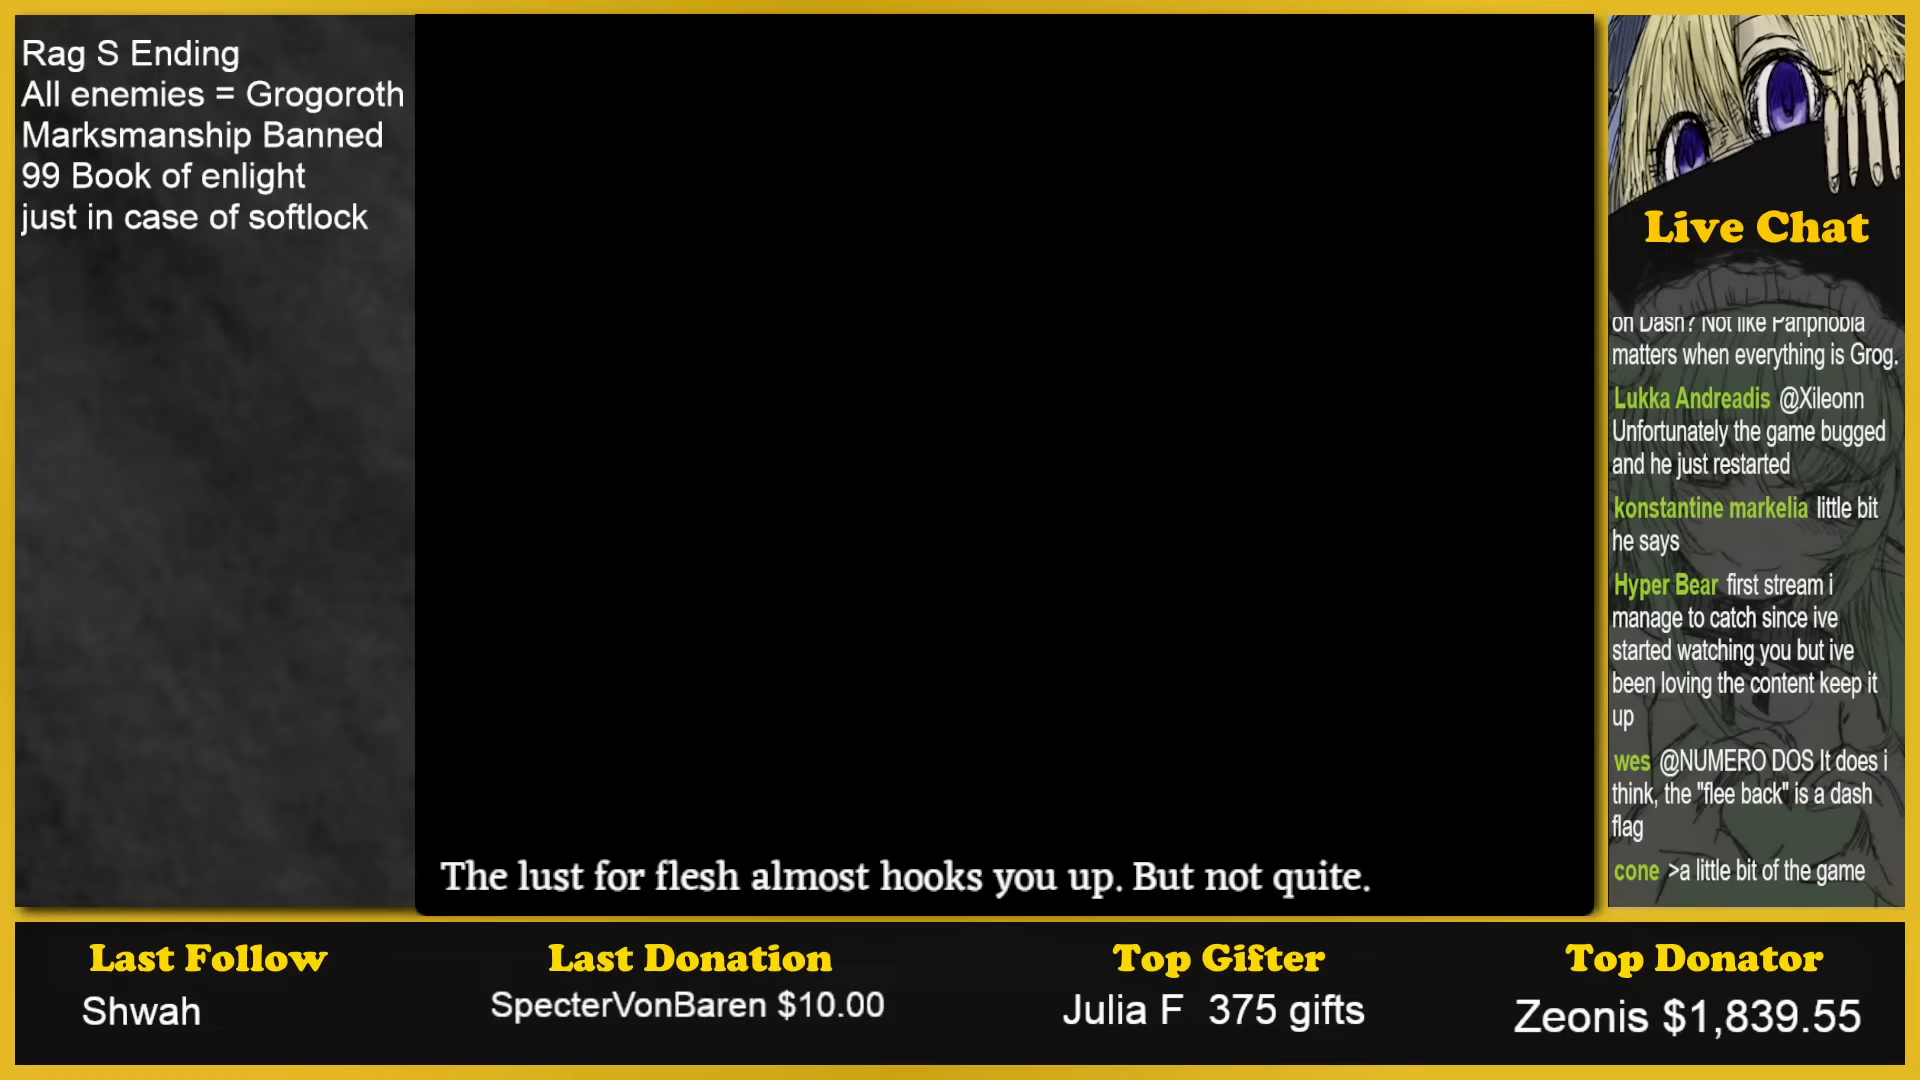 Rag S Ending
All enemies = Grogoroth
Marksmanship Banned
99 Book of enlight
just in case of softlock
The lust for flesh almost hooks you up. But not quite.
Live Chat
on Dash? Not like Panphobia
matters when everything is Grog.
Lukka Andreadis @Xileonn
Unfortunately the game bugged
and he just restarted
konstantine markelia little bit
he says
Hyper Bear first stream i
manage to catch since ive
started watching you but ive
been loving the content keep it
up
wes @NUMERO DOS It does i
think, the "flee back" is a dash
flag
cone >a little bit of the game
Last Follow
Shwah
Last Donation
SpecterVonBaren $10.00
Top Gifter
Julia F 375 gifts
Top Donator
Zeonis $1,839.55